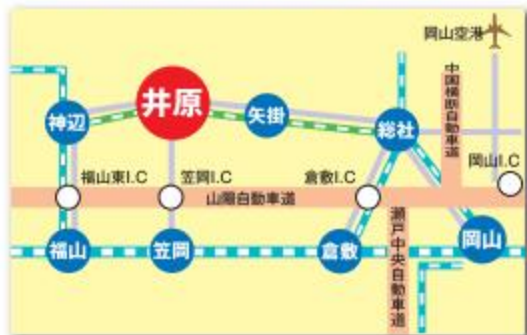 岡山空港
中国横断自動車道
井原
神辺
矢掛
総社
岡山I.C
福山東I.C
笠岡I.C
倉敷I.C
山陽自動車道
瀬戸中央自動車道
福山
笠岡
倉敷
岡山